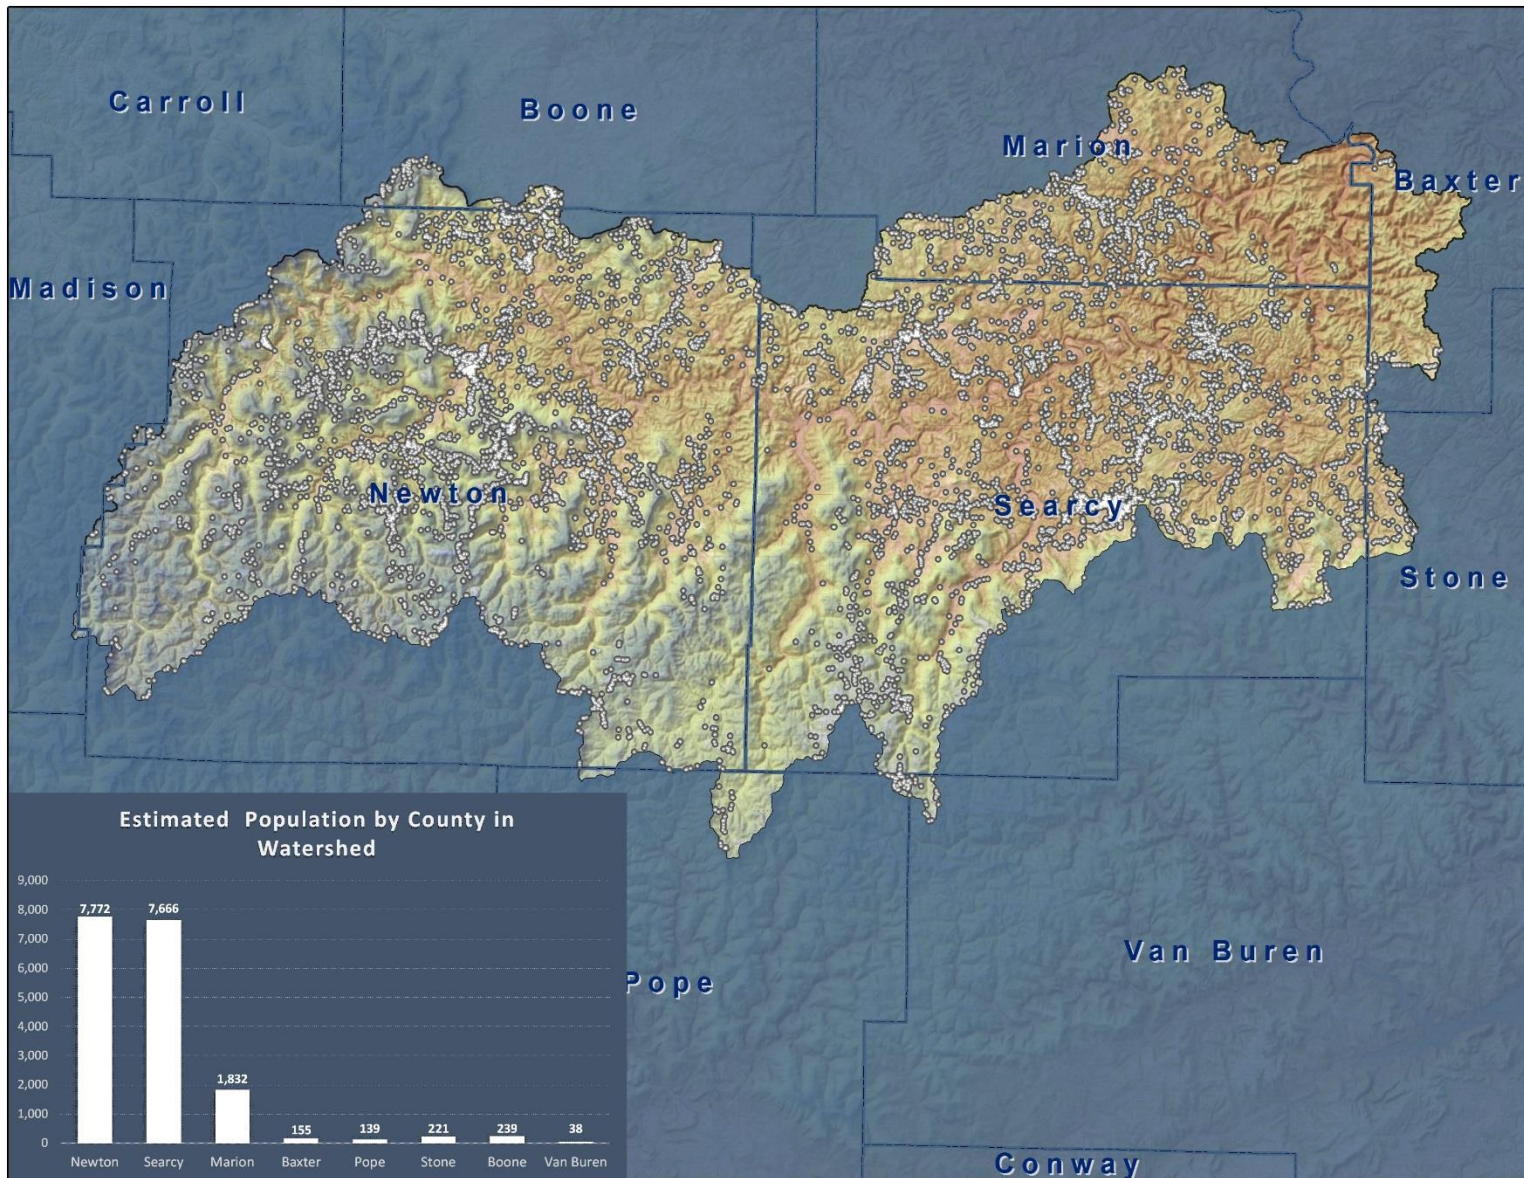 Carroll
Boone
Marion
Baxter
Madison
Newton
Searcy
Stone
Estimated Population by County in
Watershed
9,000
8,000
7,000
6,000
5,000
4,000
3,000
2,000
1,000
0
7,772
7,666
1,832
155
139
221
239
38
Newton Searcy Marion Baxter Pope Stone Boone Van Buren
Van Buren
Pope
Conway